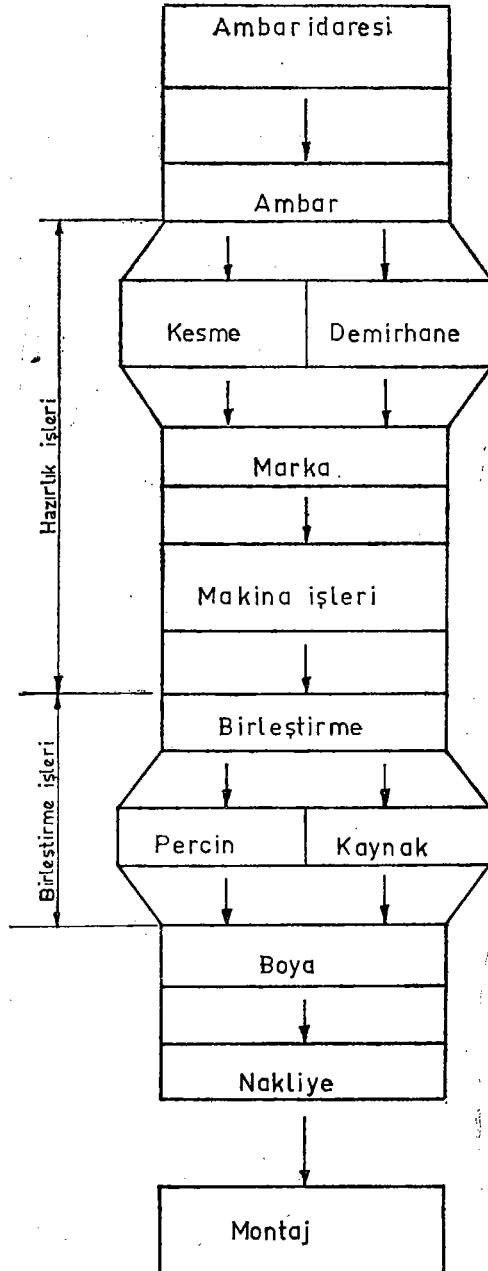 Ambar idaresi
Ambar
Kesme
Demirhane
Hazırlık işleri
Marka
Makina işleri
Birleştirme
Birleştirme işleri
Percin
Kaynak
Boya
Nakliye
Montaj